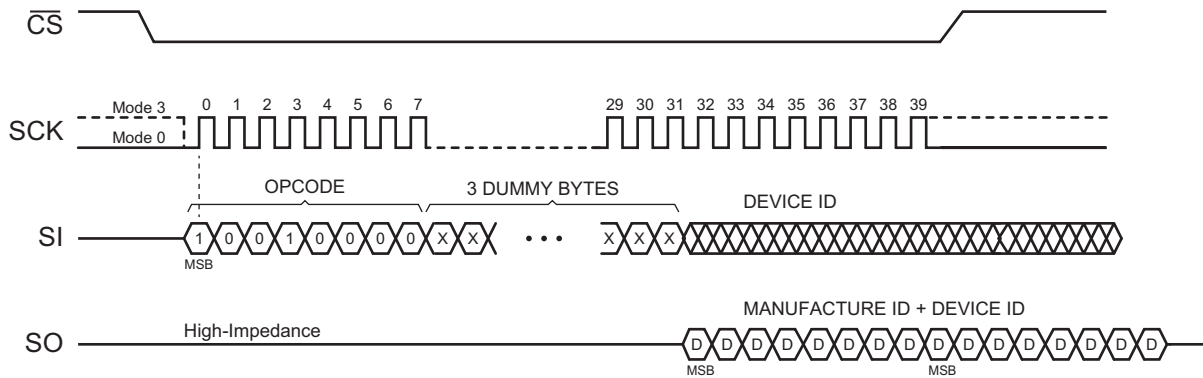 CS
Mode 3 0 1 2 3 4 5 6 7 29 30 31 32 33 34 35 36 37 38 39
SCK
Mode 0
OPCODE 3 DUMMY BYTES DEVICE ID
SI 1 0 0 1 0 0 0 0 X X • • • X X X
MSB
MANUFACTURE ID + DEVICE ID
High-Impedance
SO D D D D D D D D D D D D D D D D
MSB MSB